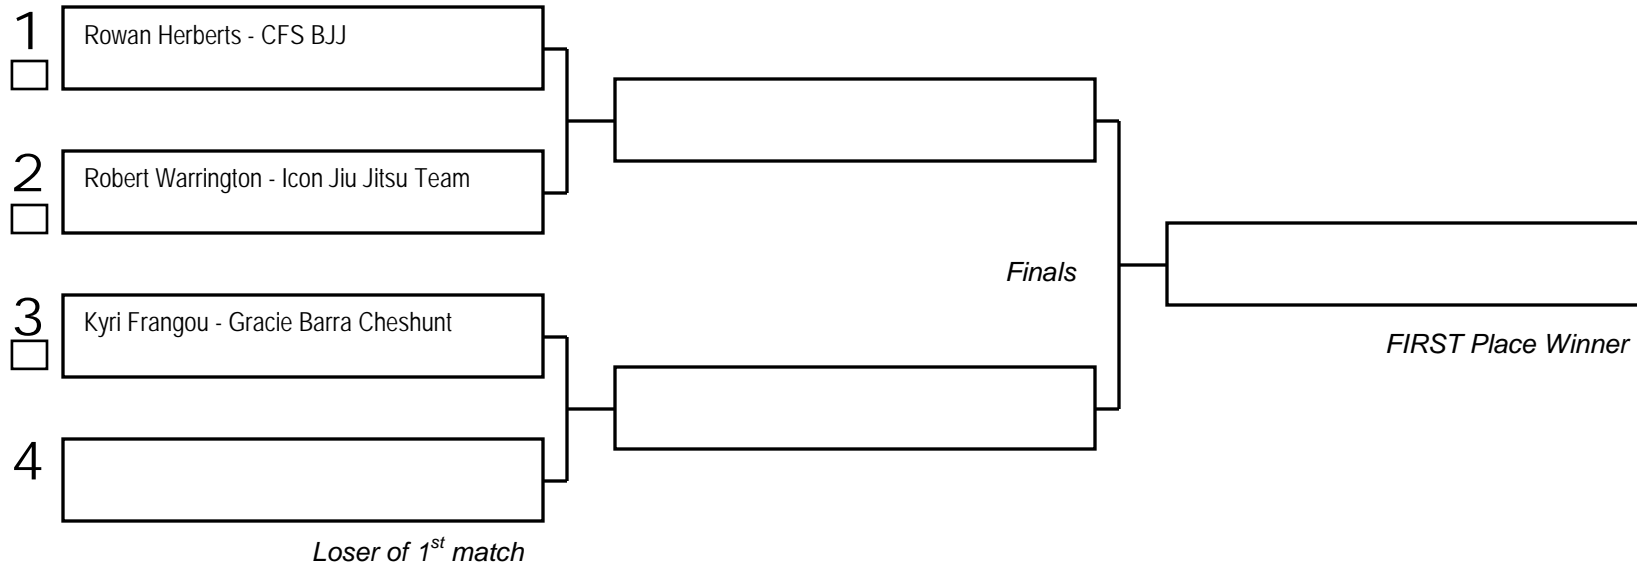 1
Rowan Herberts - CFS BJJ
2
Robert Warrington - Icon Jiu Jitsu Team
Finals
3
Kyri Frangou - Gracie Barra Cheshunt
FIRST Place Winner
4
Loser of 1st match